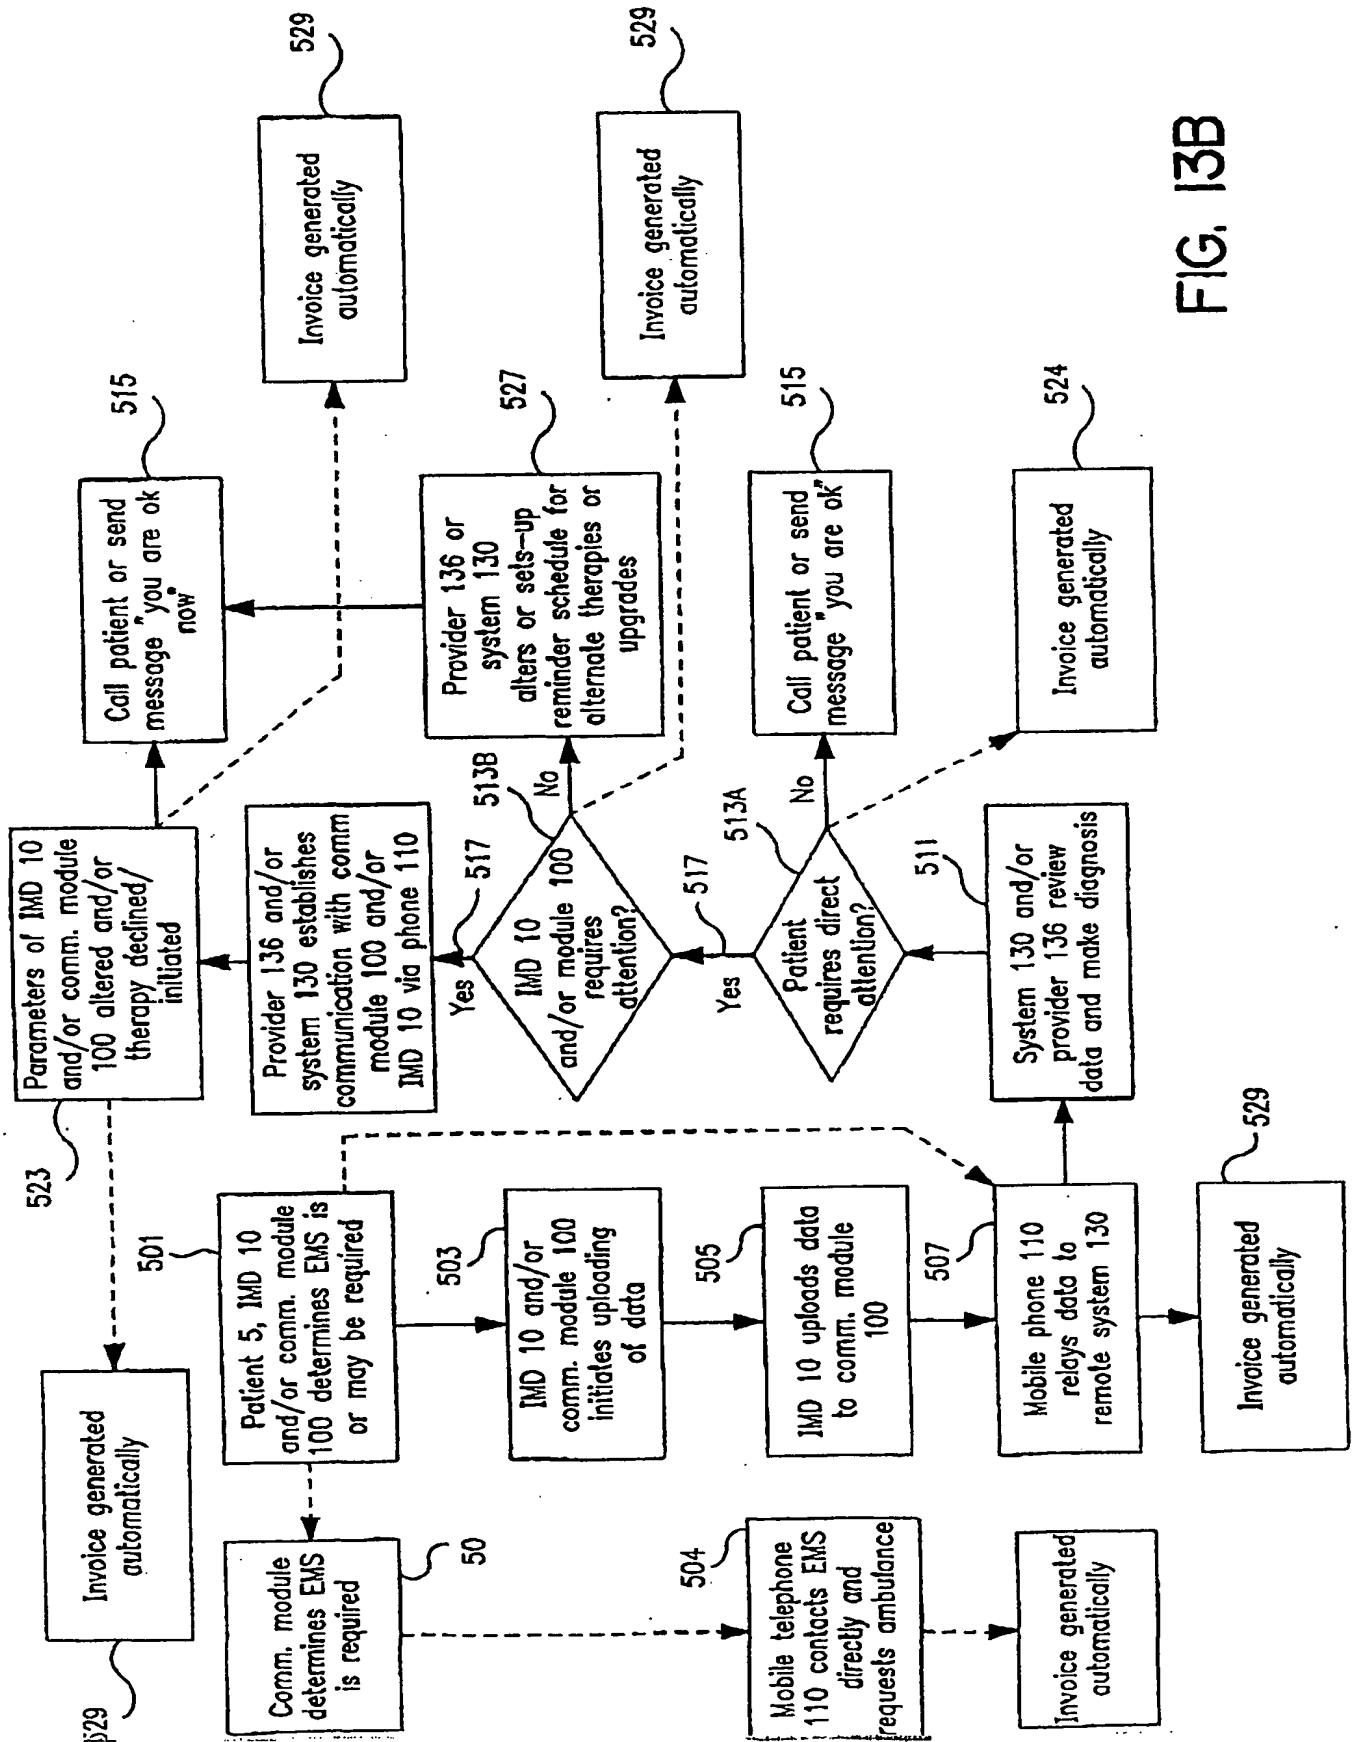 529
Invoice generated
automatically
523
Parameters of IMD 10
and/or comm. module
100 altered and/or
therapy declined/
initiated
Call patient or send
message "you are ok
now"
515
Invoice generated
automatically
529
Comm. module
determines EMS
is required
50
Patient 5, IMD 10
and/or comm. module
100 determines EMS is
or may be required
501
Provider 136 and/or
system 130 establishes
communication with comm
module 100 and/or
IMD 10 via phone 110
517
Yes
IMD 10 and/or
comm. module 100
initiates uploading
of data
503
IMD 10
and/or module 100
requires
attention?
513B
No
Provider 136 or
system 130
alters or sets-up
reminder schedule for
alternate therapies or
upgrades
527
Invoice generated
automatically
529
Mobile telephone
110 contacts EMS
directly and
requests ambulance
504
IMD 10 uploads data
to comm. module
100
505
Yes
517
Patient
requires direct
attention?
513A
No
Call patient or send
message "you are ok"
515
Invoice generated
automatically
Mobile phone 110
relays data to
remote system 130
507
System 130 and/or
provider 136 review
data and make diagnosis
511
Invoice generated
automatically
524
Invoice generated
automatically
529
FIG. 13B